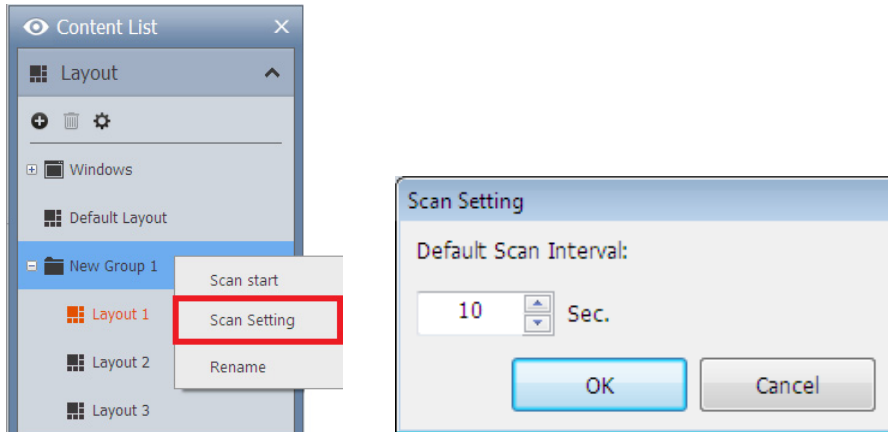 Content List
Layout
Windows
Default Layout
New Group 1
Layout 1
Layout 2
Layout 3
Scan start
Scan Setting
Rename
Scan Setting
Default Scan Interval:
10 Sec.
OK Cancel